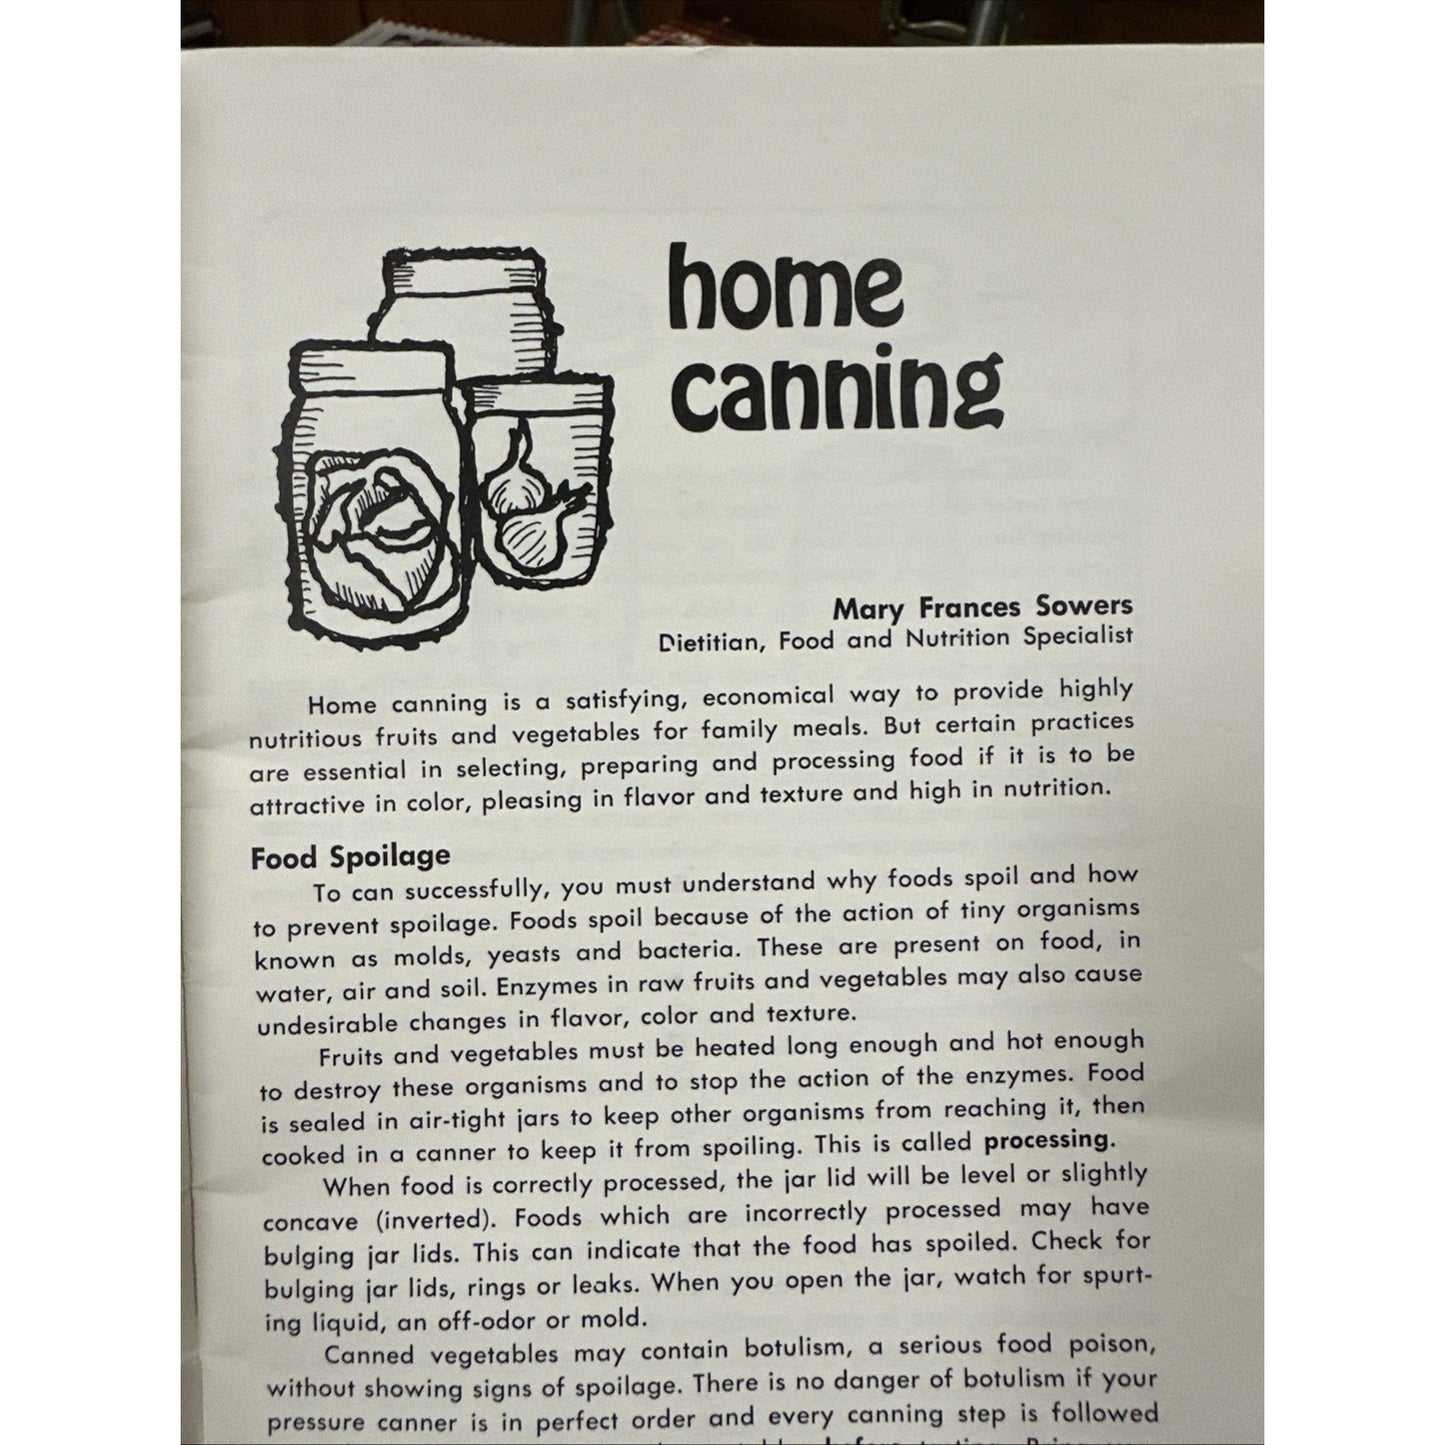 home
canning
Mary Frances Sowers
Dietitian, Food and Nutrition Specialist
Home canning is a satisfying, economical way to provide highly
nutritious fruits and vegetables for family meals. But certain practices
are essential in selecting, preparing and processing food if it is to be
attractive in color, pleasing in flavor and texture and high in nutrition.
Food Spoilage
To can successfully, you must understand why foods spoil and how
to prevent spoilage. Foods spoil because of the action of tiny organisms
known as molds, yeasts and bacteria. These are present on food, in
water, air and soil. Enzymes in raw fruits and vegetables may also cause
undesirable changes in flavor, color and texture.
Fruits and vegetables must be heated long enough and hot enough
to destroy these organisms and to stop the action of the enzymes. Food
is sealed in air-tight jars to keep other organisms from reaching it, then
cooked in a canner to keep it from spoiling. This is called processing.
When food is correctly processed, the jar lid will be level or slightly
concave (inverted). Foods which are incorrectly processed may have
bulging jar lids. This can indicate that the food has spoiled. Check for
bulging jar lids, rings or leaks. When you open the jar, watch for spurt-
ing liquid, an off-odor or mold.
Canned vegetables may contain botulism, a serious food poison,
without showing signs of spoilage. There is no danger of botulism if your
pressure canner is in perfect order and every canning step is followed